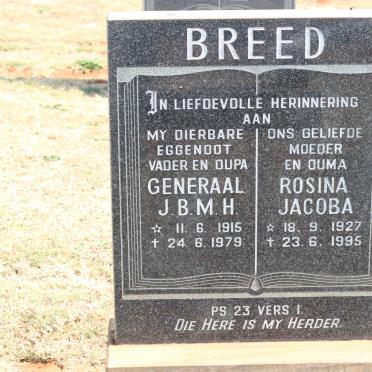 BREED
IN LIEFDEVOLLE HERINNERING
AAN
MY DIERBARE
EGGENOOT
VADER EN OUPA
GENERAAL
J.B.M.H.
☆ 11.6.1915
✝ 24.6.1979
ONS GELIEFDE
MOEDER
EN OUMA
ROSINA
JACOBA
☆ 18.9.1927
✝ 23.6.1995
PS. 23 VERS 1.
DIE HERE IS MY HERDER.